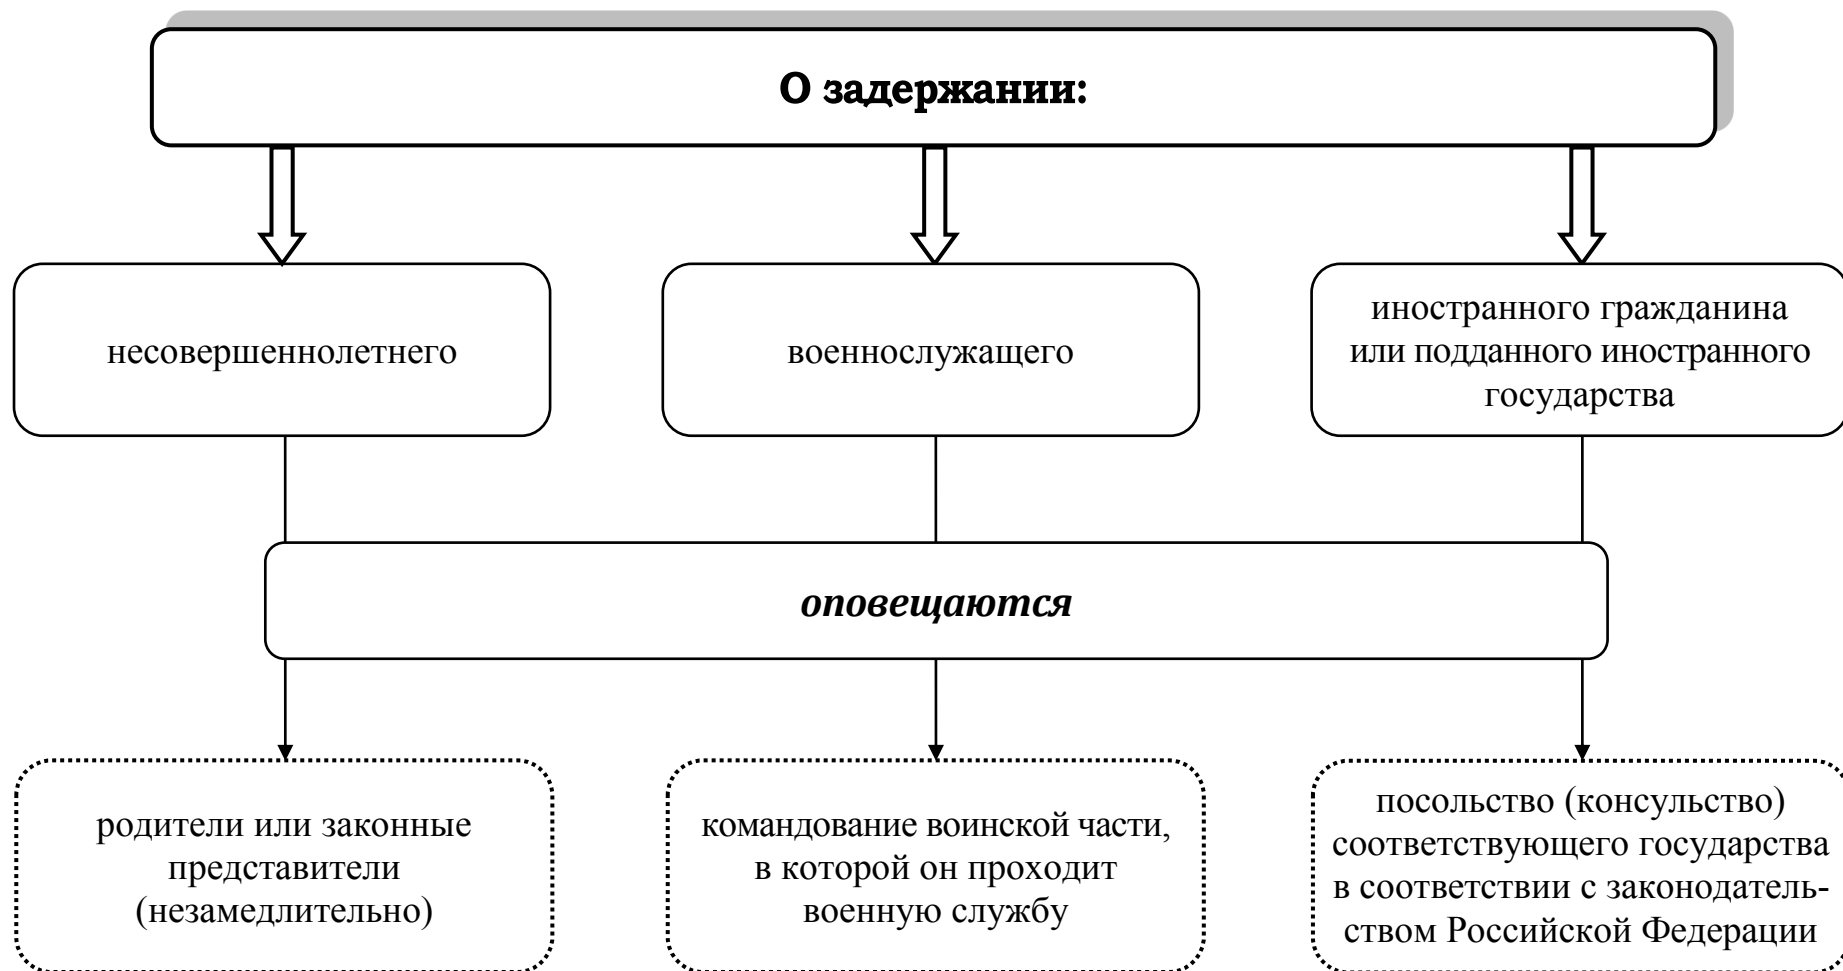 О задержании:
несовершеннолетнего
военнослужащего
иностранного гражданина
или подданного иностранного
государства
оповещаются
родители или законные
представители
(незамедлительно)
командование воинской части,
в которой он проходит
военную службу
посольство (консульство)
соответствующего государства
в соответствии с законодатель-
ством Российской Федерации